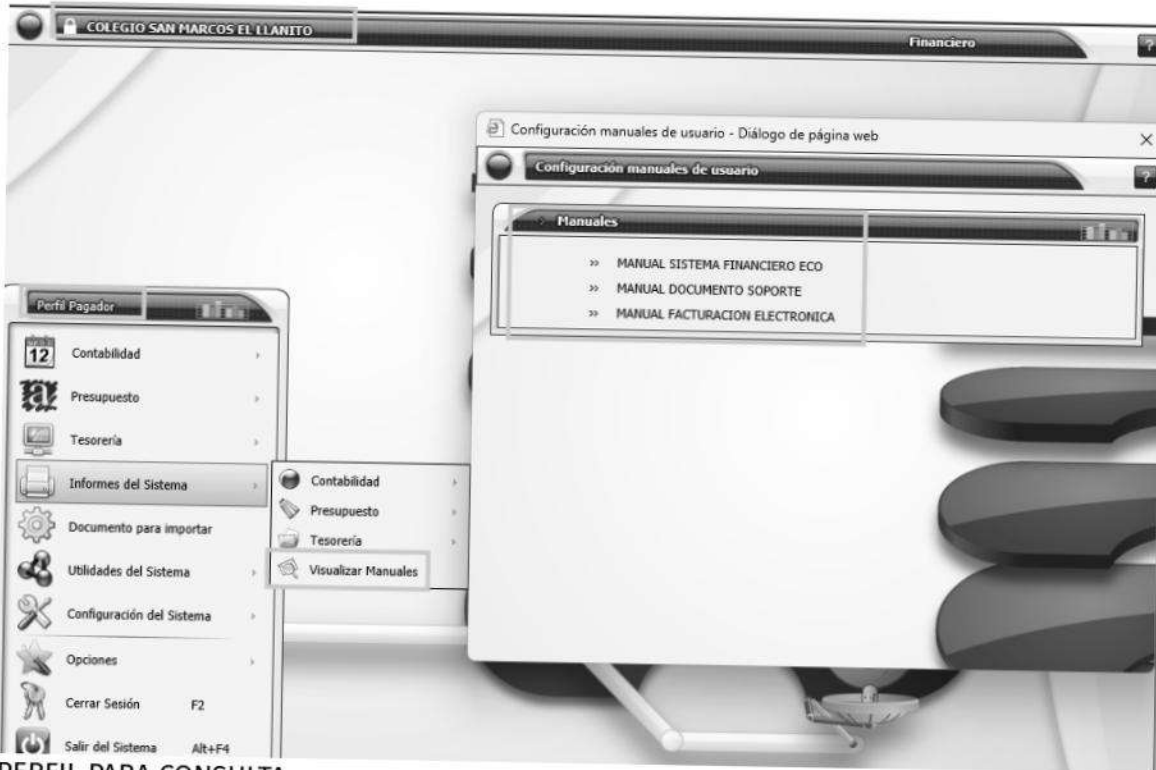 COLEGIO SAN MARCOS EL LLANITO
Financiero
?
Configuración manuales de usuario - Diálogo de página web
Configuración manuales de usuario
?
Manuales
» MANUAL SISTEMA FINANCIERO ECO
» MANUAL DOCUMENTO SOPORTE
» MANUAL FACTURACION ELECTRONICA
Perfil Pagador
12
Contabilidad
Presupuesto
Tesorería
Informes del Sistema
Documento para importar
Utilidades del Sistema
Configuración del Sistema
Opciones
Cerrar Sesión F2
Salir del Sistema Alt+F4
Contabilidad
Presupuesto
Tesorería
Visualizar Manuales